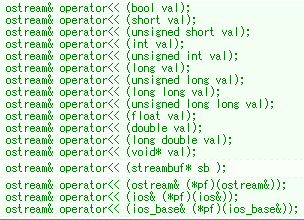 ostream& operator<< (bool val);
ostream& operator<< (short val);
ostream& operator<< (unsigned short val);
ostream& operator<< (int val);
ostream& operator<< (unsigned int val);
ostream& operator<< (long val);
ostream& operator<< (unsigned long val);
ostream& operator<< (long long val);
ostream& operator<< (unsigned long long val);
ostream& operator<< (float val);
ostream& operator<< (double val);
ostream& operator<< (long double val);
ostream& operator<< (void* val);
ostream& operator<< (streambuf* sb );
ostream& operator<< (ostream& (*pf)(ostream&));
ostream& operator<< (ios& (*pf)(ios&));
ostream& operator<< (ios_base& (*pf)(ios_base&));